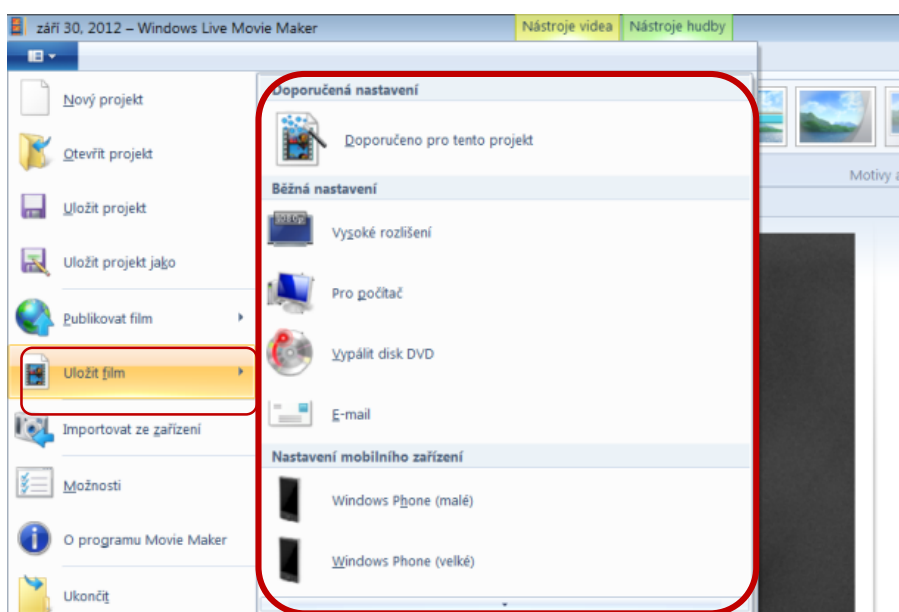 září 30, 2012 – Windows Live Movie Maker
Nástroje videa
Nástroje hudby
Nový projekt
Otevřít projekt
Uložit projekt
Uložit projekt jako
Publikovat film
Uložit film
Importovat ze zařízení
Možnosti
O programu Movie Maker
Ukončit
Doporučená nastavení
Doporučeno pro tento projekt
Běžná nastavení
1080p
Vysoké rozlišení
Pro počítač
Vypálit disk DVD
E-mail
Nastavení mobilního zařízení
Windows Phone (malé)
Windows Phone (velké)
Motivy a